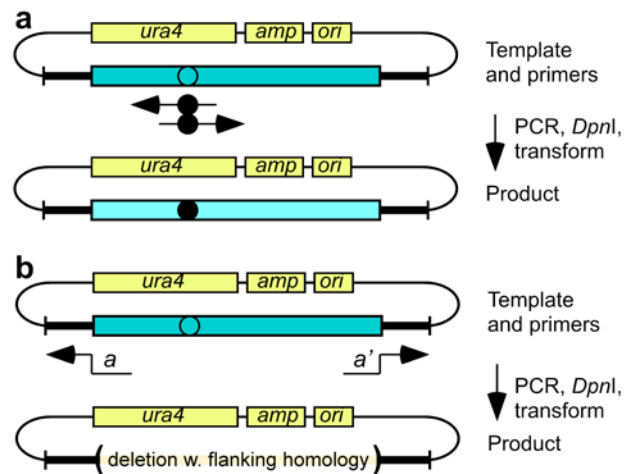 a
ura4 amp ori
Template
and primers
PCR, DpnI,
transform
ura4 amp ori
Product
b
ura4 amp ori
Template
and primers
a a'
PCR, DpnI,
transform
ura4 amp ori
Product
(deletion w. flanking homology)